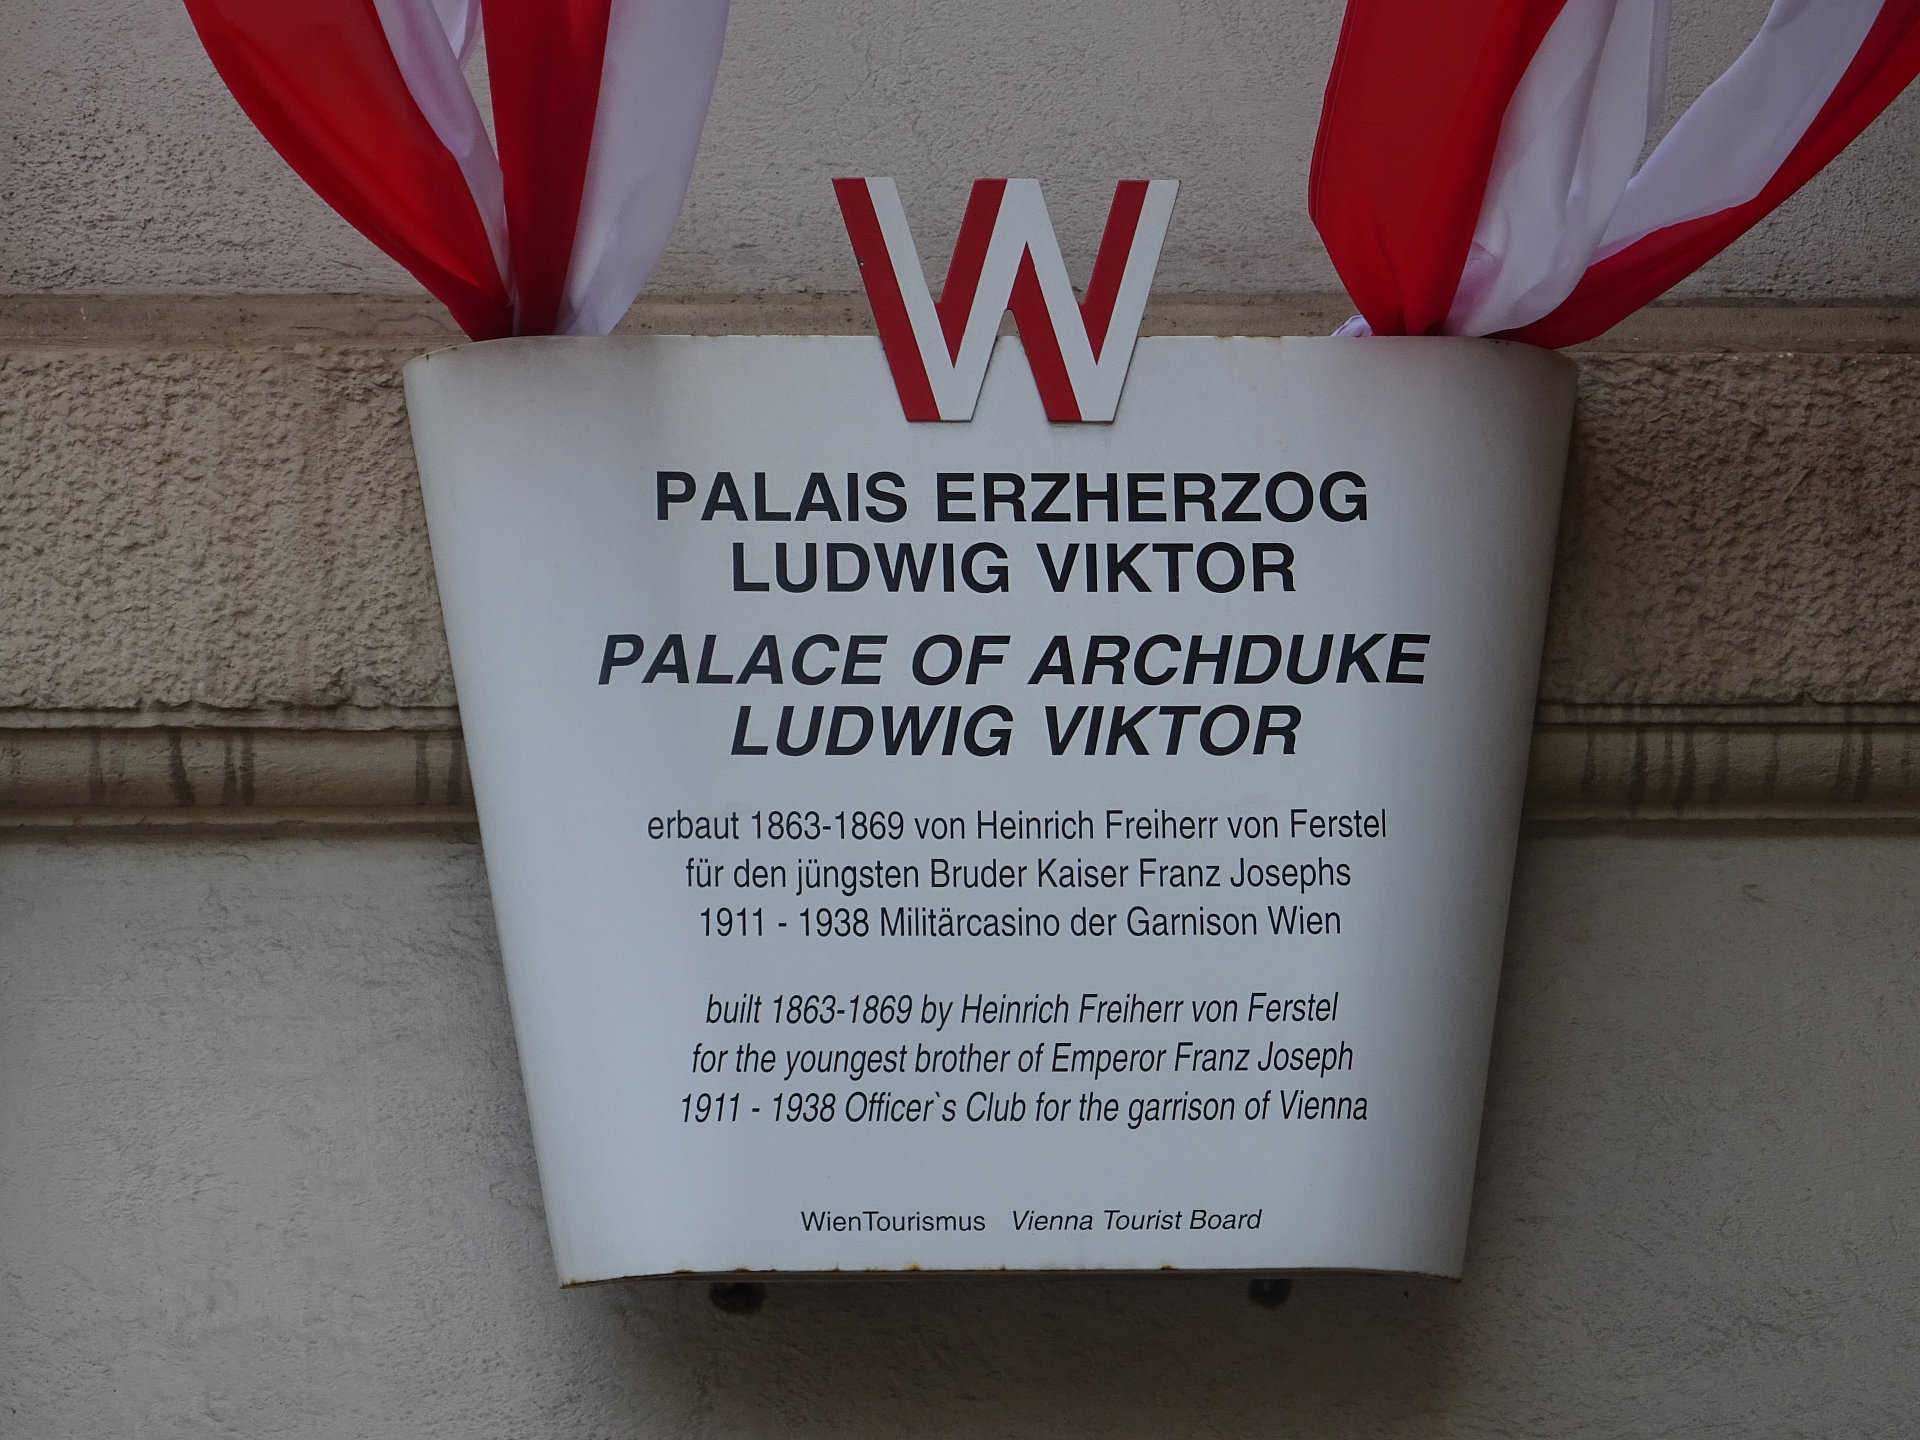 W
PALAIS ERZHERZOG
LUDWIG VIKTOR
PALACE OF ARCHDUKE
LUDWIG VIKTOR
erbaut 1863-1869 von Heinrich Freiherr von Ferstel
für den jüngsten Bruder Kaiser Franz Josephs
1911 - 1938 Militärcasino der Garnison Wien
built 1863-1869 by Heinrich Freiherr von Ferstel
for the youngest brother of Emperor Franz Joseph
1911 - 1938 Officer`s Club for the garrison of Vienna
WienTourismus Vienna Tourist Board